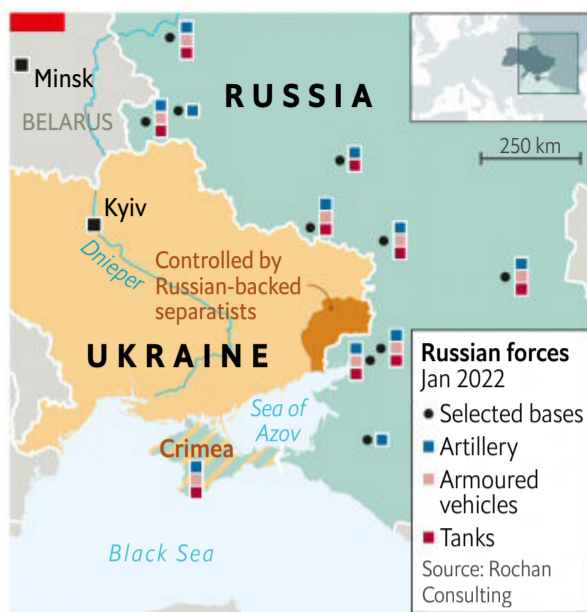 Minsk
BELARUS
RUSSIA
250 km
Kyiv
Dnieper
Controlled by
Russian-backed
separatists
UKRAINE
Sea of
Azov
Crimea
Black Sea
Russian forces
Jan 2022
Selected bases
Artillery
Armoured
vehicles
Tanks
Source: Rochan
Consulting